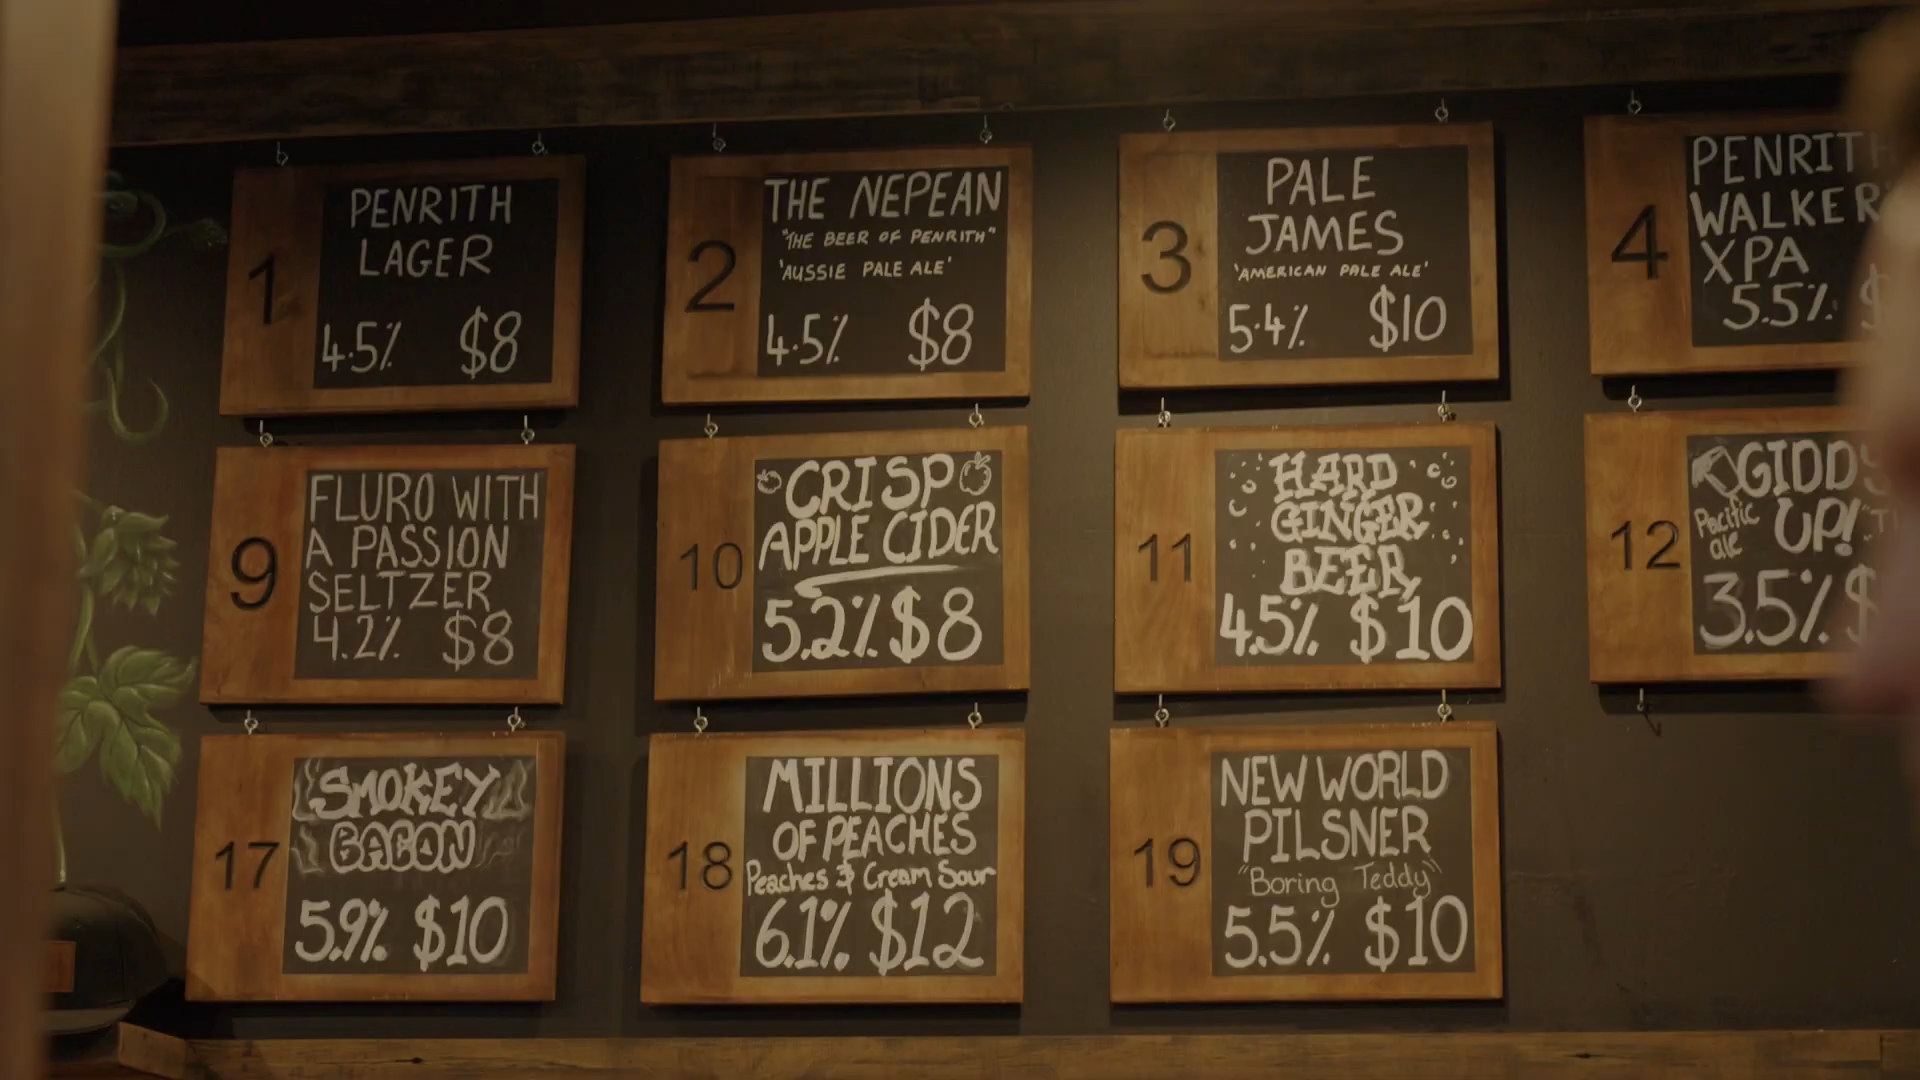 1
PENRITH
LAGER
4.5% $8
2
THE NEPEAN
"THE BEER OF PENRITH"
'AUSSIE PALE ALE'
4.5% $8
3
PALE
JAMES
'AMERICAN PALE ALE'
5.4% $10
4
PENRITH
WALKER
XPA
5.5% $
9
FLURO WITH
A PASSION
SELTZER
4.2% $8
10
CRISP
APPLE CIDER
5.2% $8
11
HARD
GINGER
BEER
4.5% $10
12
GIDDY
Pacific
ale
UP!
3.5% $
17
SMOKEY
BACON
5.9% $10
18
MILLIONS
OF PEACHES
Peaches & Cream Sour
6.1% $12
19
NEW WORLD
PILSNER
"Boring Teddy"
5.5% $10